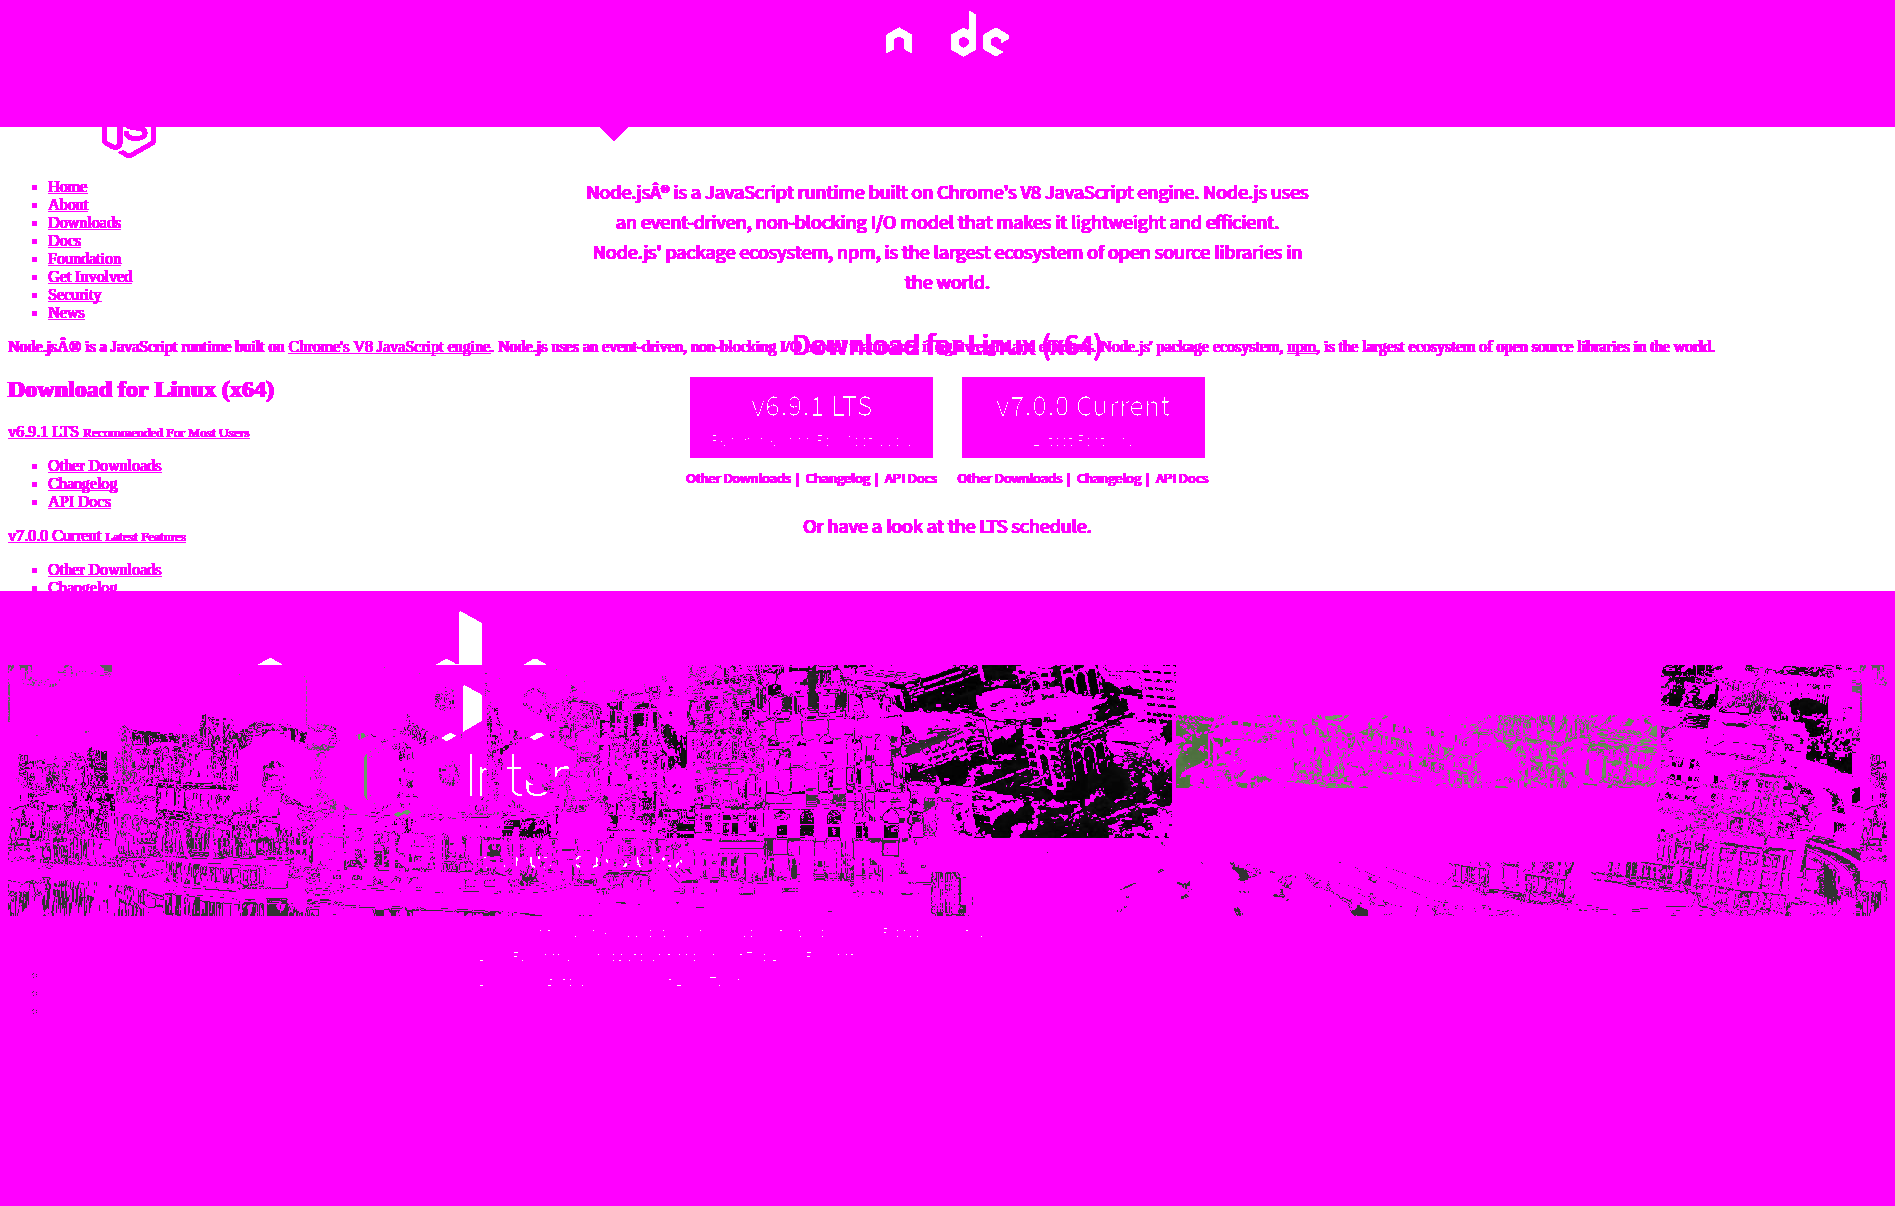 n de
JS
Home
About
Downloads
Docs
Foundation
Get Involved
Security
News
Node.jsÂ® is a JavaScript runtime built on Chrome's V8 JavaScript engine. Node.js uses
an event-driven, non-blocking I/O model that makes it lightweight and efficient.
Node.js' package ecosystem, npm, is the largest ecosystem of open source libraries in
the world.
Node.jsÂ® is a JavaScript runtime built on Chrome's V8 JavaScript engine. Node.js uses an event-driven, non-blocking I/O Node.js' package ecosystem, npm, is the largest ecosystem of open source libraries in the world.
Download for Linux (x64)
Download for Linux (x64)
v6.9.1 LTS Recommended For Most Users
Other Downloads
Changelog
API Docs
v7.0.0 Current Latest Features
Other Downloads
Changelog
v6.9.1 LTS
v7.0.0 Current
Other Downloads | Changelog | API Docs
Other Downloads | Changelog | API Docs
Or have a look at the LTS schedule.
Inter